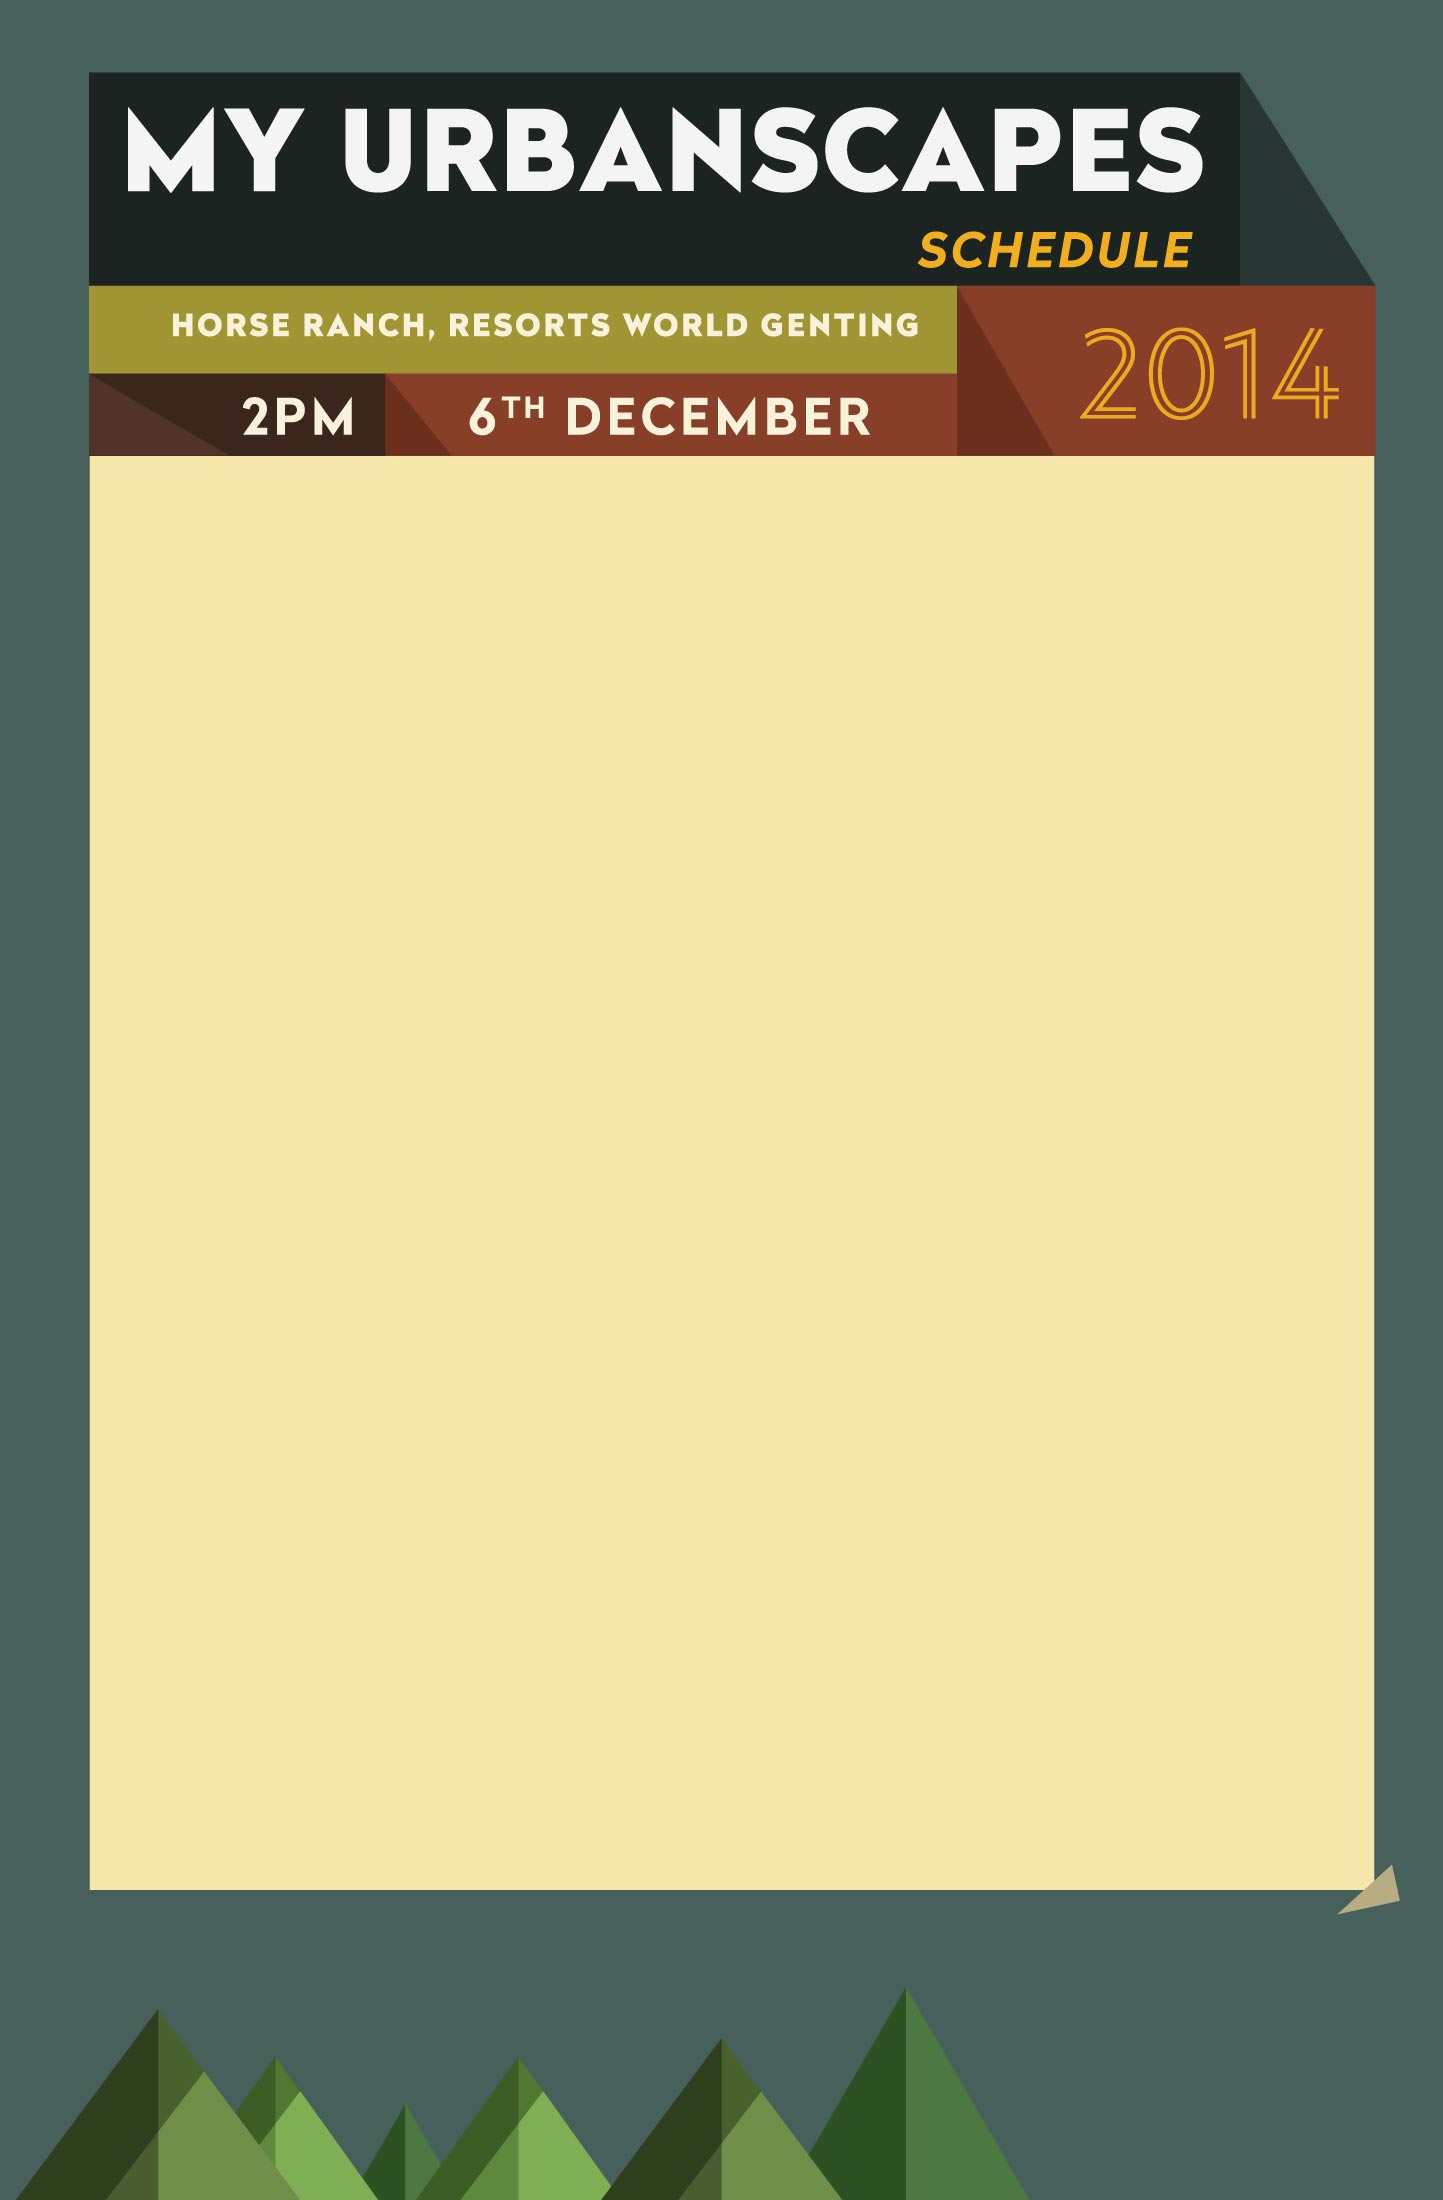 MY URBANSCAPES
SCHEDULE
HORSE RANCH, RESORTS WORLD GENTING
2PM
6TH DECEMBER
2014